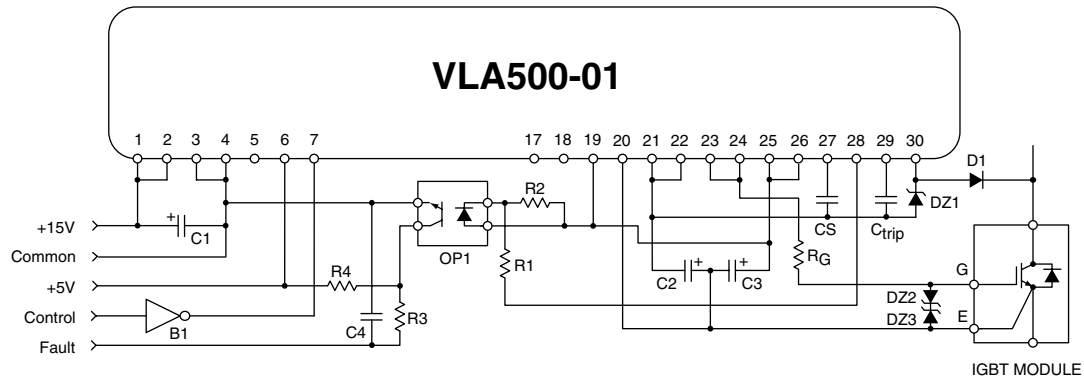 VLA500-01
1 2 3 4 5 6 7 17 18 19 20 21 22 23 24 25 26 27 28 29 30
D1
R2
DZ1
+15V
C1
CS
Ctrip
Common
OP1
R1
RG
+5V
R4
C2
C3
G
DZ2
Control
B1
C4
R3
E
DZ3
Fault
IGBT MODULE
+
+
+